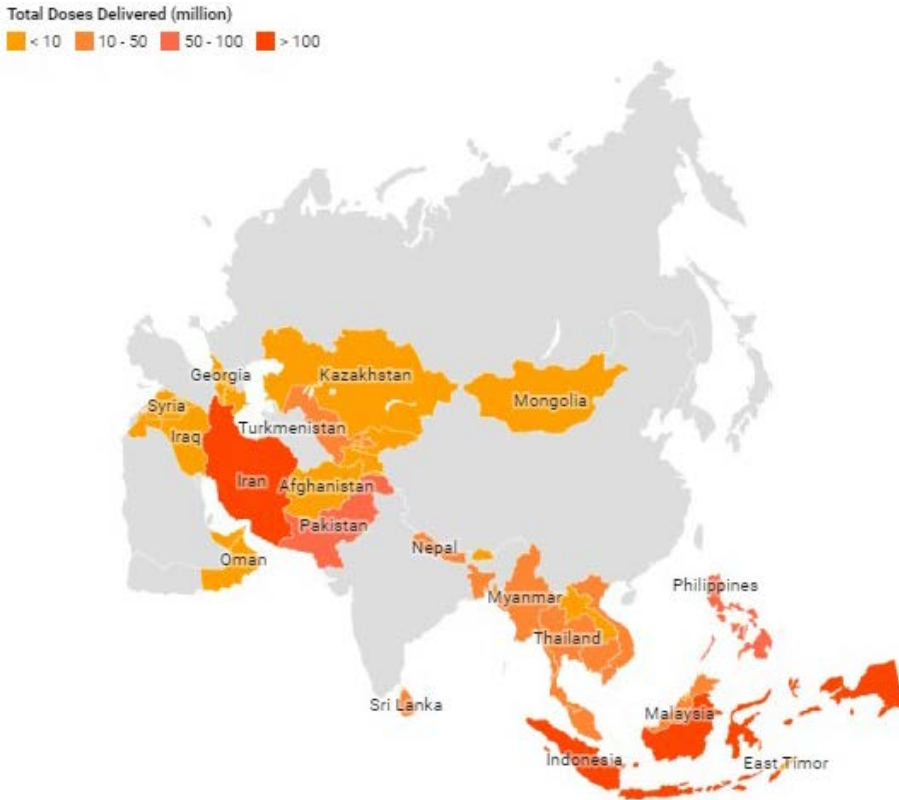 Total Doses Delivered (million)
< 10 10 - 50 50 - 100 > 100
Georgia
Kazakhstan
Syria
Mongolia
Iraq
Turkmenistan
Iran
Afghanistan
Pakistan
Nepal
Oman
Philippines
Myanmar
Thailand
Sri Lanka
Malaysia
Indonesia
East Timor